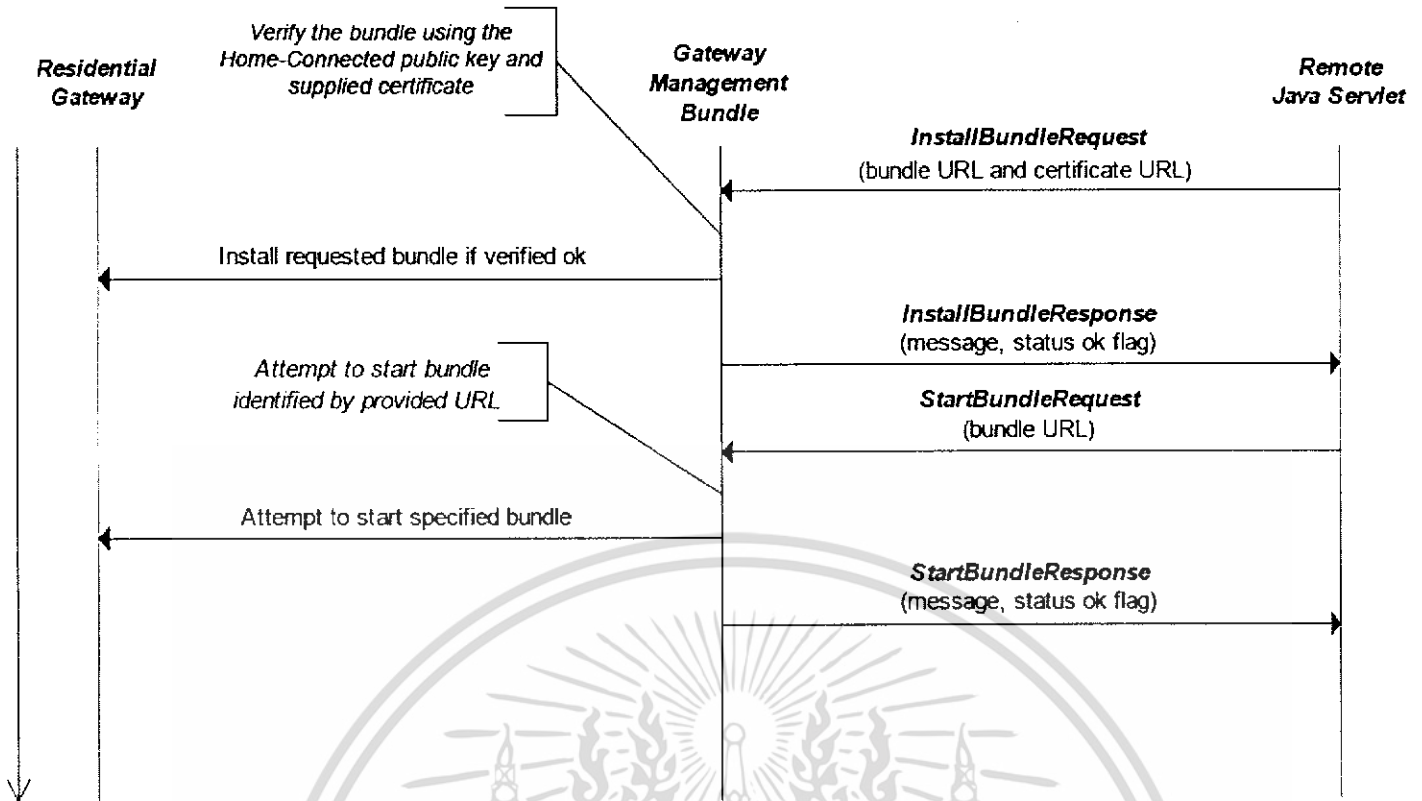 Verify the bundle using the
Home-Connected public key and
supplied certificate
Residential
Gateway
Gateway
Management
Bundle
Remote
Java Servlet
InstallBundleRequest
(bundle URL and certificate URL)
Install requested bundle if verified ok
InstallBundleResponse
(message, status ok flag)
Attempt to start bundle
identified by provided URL
StartBundleRequest
(bundle URL)
Attempt to start specified bundle
StartBundleResponse
(message, status ok flag)